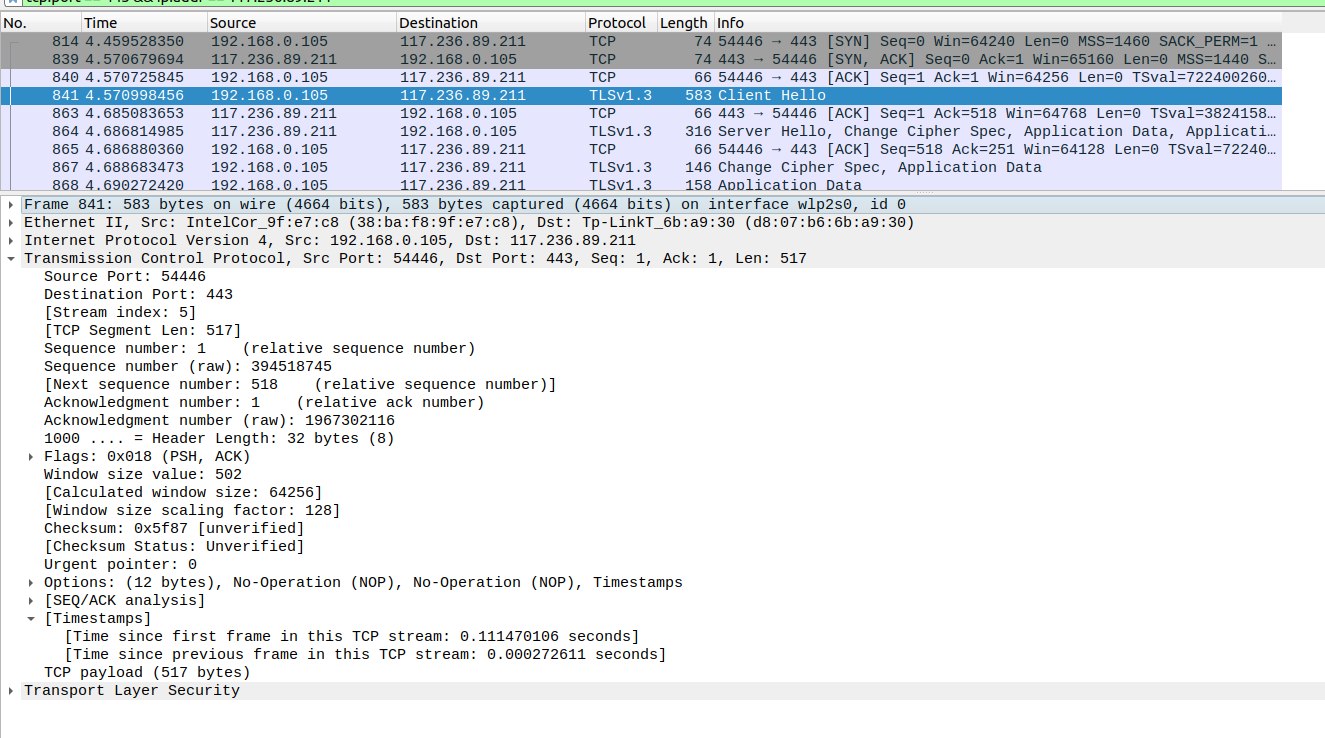 No. Time Source Destination Protocol Length Info
814 4.459528350 192.168.0.105 117.236.89.211 TCP 74 54446 → 443 [SYN] Seq=0 Win=64240 Len=0 MSS=1460 SACK_PERM=1 …
839 4.570679694 117.236.89.211 192.168.0.105 TCP 74 443 → 54446 [SYN, ACK] Seq=0 Ack=1 Win=65160 Len=0 MSS=1440 S…
840 4.570725845 192.168.0.105 117.236.89.211 TCP 66 54446 → 443 [ACK] Seq=1 Ack=1 Win=64256 Len=0 TSval=722400260…
841 4.570998456 192.168.0.105 117.236.89.211 TLSv1.3 583 Client Hello
863 4.685083653 117.236.89.211 192.168.0.105 TCP 66 443 → 54446 [ACK] Seq=1 Ack=518 Win=64768 Len=0 TSval=3824158…
864 4.686814985 117.236.89.211 192.168.0.105 TLSv1.3 316 Server Hello, Change Cipher Spec, Application Data, Applicati…
865 4.686880360 192.168.0.105 117.236.89.211 TCP 66 54446 → 443 [ACK] Seq=518 Ack=251 Win=64128 Len=0 TSval=72240…
867 4.688683473 192.168.0.105 117.236.89.211 TLSv1.3 146 Change Cipher Spec, Application Data
868 4.690272420 192.168.0.105 117.236.89.211 TLSv1.3 158 Application Data
Frame 841: 583 bytes on wire (4664 bits), 583 bytes captured (4664 bits) on interface wlp2s0, id 0
Ethernet II, Src: IntelCor_9f:e7:c8 (38:ba:f8:9f:e7:c8), Dst: Tp-LinkT_6b:a9:30 (d8:07:b6:6b:a9:30)
Internet Protocol Version 4, Src: 192.168.0.105, Dst: 117.236.89.211
Transmission Control Protocol, Src Port: 54446, Dst Port: 443, Seq: 1, Ack: 1, Len: 517
Source Port: 54446
Destination Port: 443
[Stream index: 5]
[TCP Segment Len: 517]
Sequence number: 1    (relative sequence number)
Sequence number (raw): 394518745
[Next sequence number: 518    (relative sequence number)]
Acknowledgment number: 1    (relative ack number)
Acknowledgment number (raw): 1967302116
1000 .... = Header Length: 32 bytes (8)
Flags: 0x018 (PSH, ACK)
Window size value: 502
[Calculated window size: 64256]
[Window size scaling factor: 128]
Checksum: 0x5f87 [unverified]
[Checksum Status: Unverified]
Urgent pointer: 0
Options: (12 bytes), No-Operation (NOP), No-Operation (NOP), Timestamps
[SEQ/ACK analysis]
[Timestamps]
[Time since first frame in this TCP stream: 0.111470106 seconds]
[Time since previous frame in this TCP stream: 0.000272611 seconds]
TCP payload (517 bytes)
Transport Layer Security